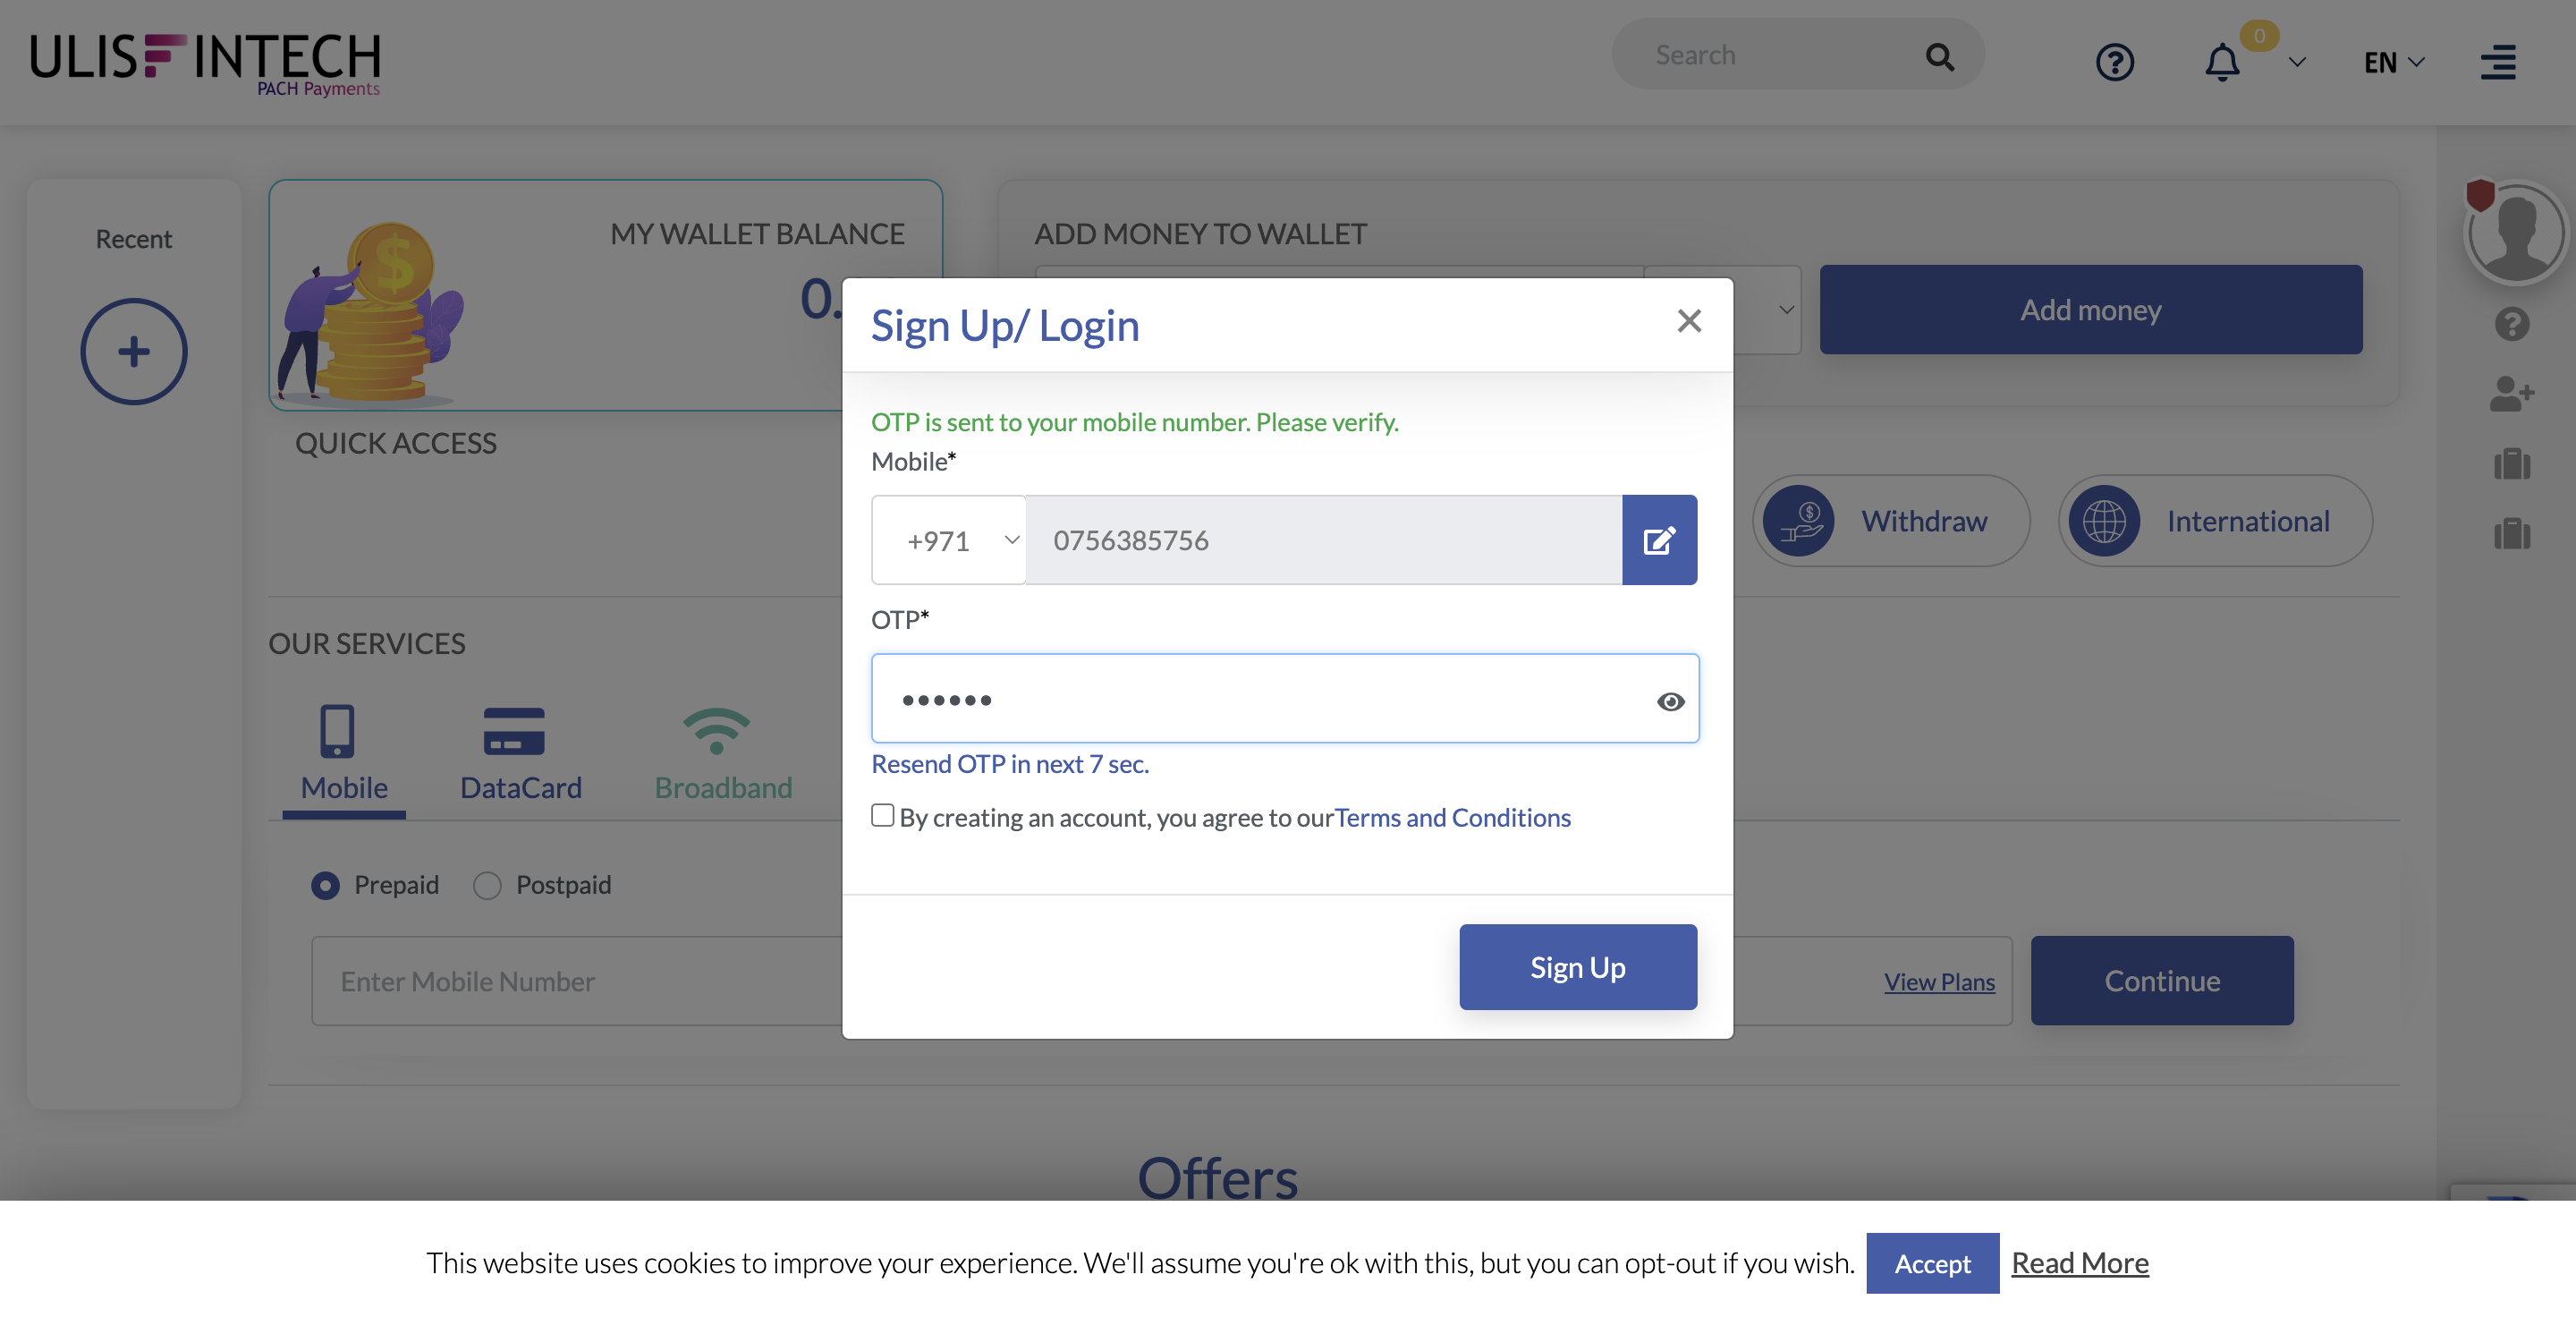 ULISFINTECH
PACH Payments
Search
0
EN
Recent
MY WALLET BALANCE
0.
ADD MONEY TO WALLET
Add money
QUICK ACCESS
Withdraw
International
Sign Up/ Login
OTP is sent to your mobile number. Please verify.
Mobile*
+971
0756385756
OTP*
••••••
Resend OTP in next 7 sec.
By creating an account, you agree to ourTerms and Conditions
Sign Up
OUR SERVICES
Mobile
DataCard
Broadband
Prepaid
Postpaid
Enter Mobile Number
View Plans
Continue
Offers
This website uses cookies to improve your experience. We'll assume you're ok with this, but you can opt-out if you wish.
Accept
Read More